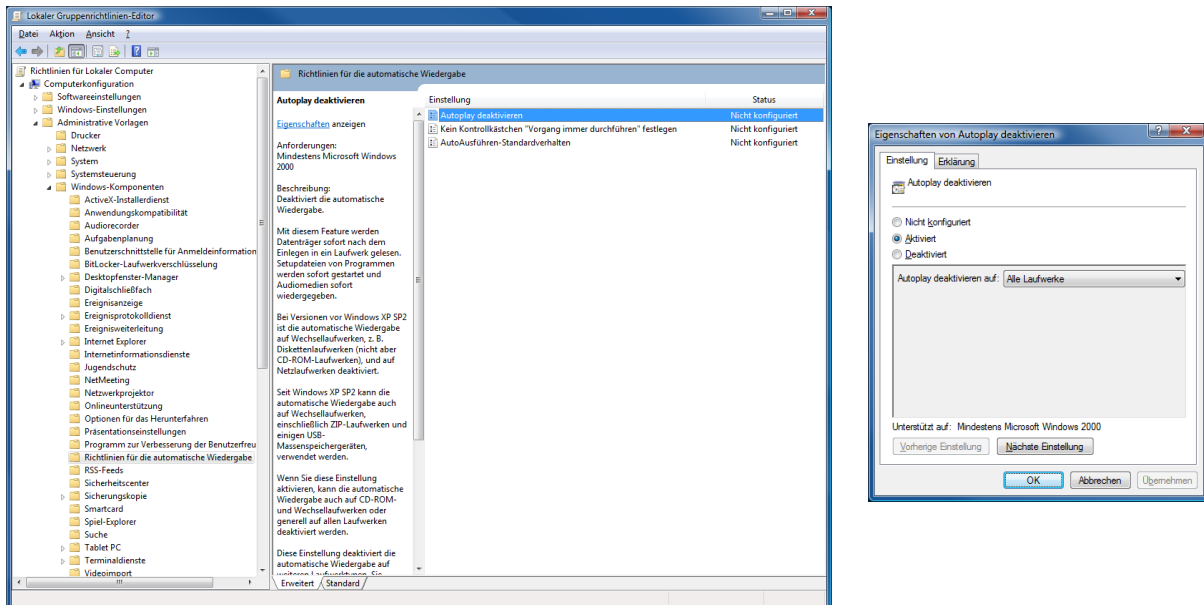 Lokaler Gruppenrichtlinien-Editor
Datei Aktion Ansicht ?
Richtlinien für Lokaler Computer
Computerkonfiguration
Softwareeinstellungen
Windows-Einstellungen
Administrative Vorlagen
Drucker
Netzwerk
System
Systemsteuerung
Windows-Komponenten
ActiveX-Installerdienst
Anwendungskompatibilität
Audiorecorder
Aufgabenplanung
Benutzerschnittstelle für Anmeldeinformation
BitLocker-Laufwerkverschlüsselung
Desktopfenster-Manager
Digitalschließfach
Ereignisanzeige
Ereignisprotokolldienst
Ereignisweiterleitung
Internet Explorer
Internetinformationsdienste
Jugendschutz
NetMeeting
Netzwerkprojektor
Onlineunterstützung
Optionen für das Herunterfahren
Präsentationseinstellungen
Programm zur Verbesserung der Benutzerfreu
Richtlinien für die automatische Wiedergabe
RSS-Feeds
Sicherheitscenter
Sicherungskopie
Smartcard
Spiel-Explorer
Suche
Tablet PC
Terminaldienste
Videoimport
Richtlinien für die automatische Wiedergabe
Autoplay deaktivieren
Eigenschaften anzeigen
Anforderungen:
Mindestens Microsoft Windows
2000
Beschreibung:
Deaktiviert die automatische
Wiedergabe.
Mit diesem Feature werden
Datenträger sofort nach dem
Einlegen in ein Laufwerk gelesen.
Setupdateien von Programmen
werden sofort gestartet und
Audiomedien sofort
wiedergegeben.
Bei Versionen vor Windows XP SP2
ist die automatische Wiedergabe
auf Wechsellaufwerken, z. B.
Diskettenlaufwerken (nicht aber
CD-ROM-Laufwerken), und auf
Netzlaufwerken deaktiviert.
Seit Windows XP SP2 kann die
automatische Wiedergabe auch
auf Wechsellaufwerken,
einschließlich ZIP-Laufwerken und
einigen USB-
Massenspeichergeräten,
verwendet werden.
Wenn Sie diese Einstellung
aktivieren, kann die automatische
Wiedergabe auch auf CD-ROM-
und Wechsellaufwerken oder
generell auf allen Laufwerken
deaktiviert werden.
Diese Einstellung deaktiviert die
automatische Wiedergabe auf
weiteren Laufwerktypen. Sie
Einstellung Status
Autoplay deaktivieren Nicht konfiguriert
Kein Kontrollkästchen "Vorgang immer durchführen" festlegen Nicht konfiguriert
AutoAusführen-Standardverhalten Nicht konfiguriert
Erweitert Standard
Eigenschaften von Autoplay deaktivieren
Einstellung Erklärung
Autoplay deaktivieren
Nicht konfiguriert
Aktiviert
Deaktiviert
Autoplay deaktivieren auf: Alle Laufwerke
Unterstützt auf: Mindestens Microsoft Windows 2000
Vorherige Einstellung Nächste Einstellung
OK Abbrechen Übernehmen